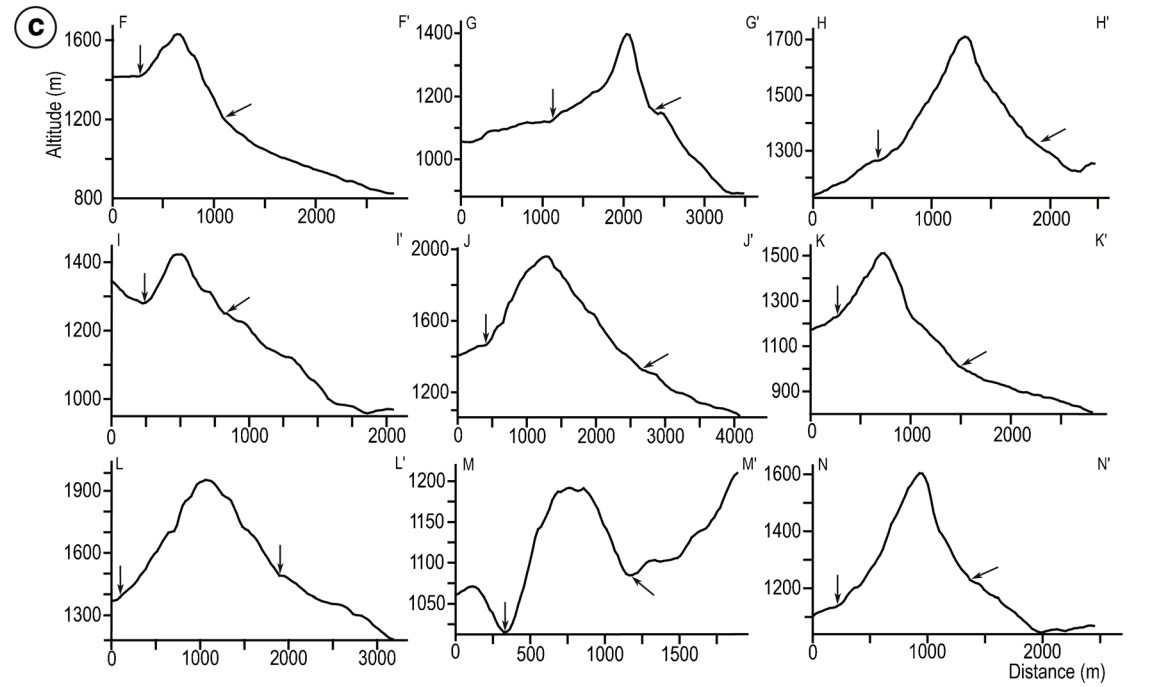 C
F F' G G' H H'
1600 1200 800
Altitude (m)
0 1000 2000
1400 1200 1000
0 1000 2000 3000
1700 1500 1300
0 1000 2000
I I' J J' K K'
1400 1200 1000
0 1000 2000
2000 1600 1200
0 1000 2000 3000 4000
1500 1300 1100 900
0 1000 2000
L L' M M' N N'
1900 1600 1300
0 1000 2000 3000
1200 1150 1100 1050
0 500 1000 1500
1600 1400 1200
0 1000 2000
Distance (m)